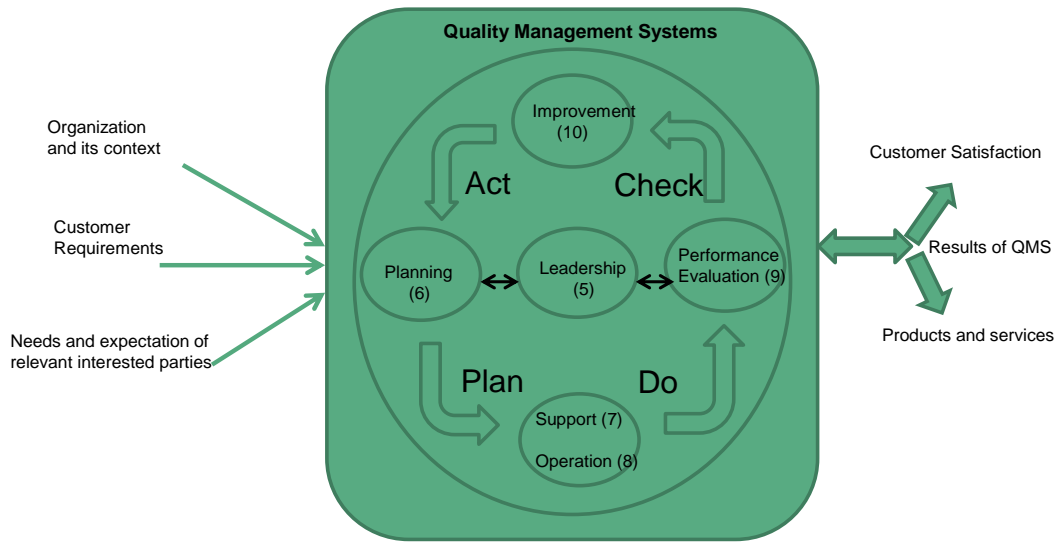 Quality Management Systems
Organization
and its context
Customer
Requirements
Needs and expectation of
relevant interested parties
Improvement
(10)
Act
Check
Planning
(6)
Leadership
(5)
Performance
Evaluation (9)
Plan
Do
Support (7)
Operation (8)
Customer Satisfaction
Results of QMS
Products and services